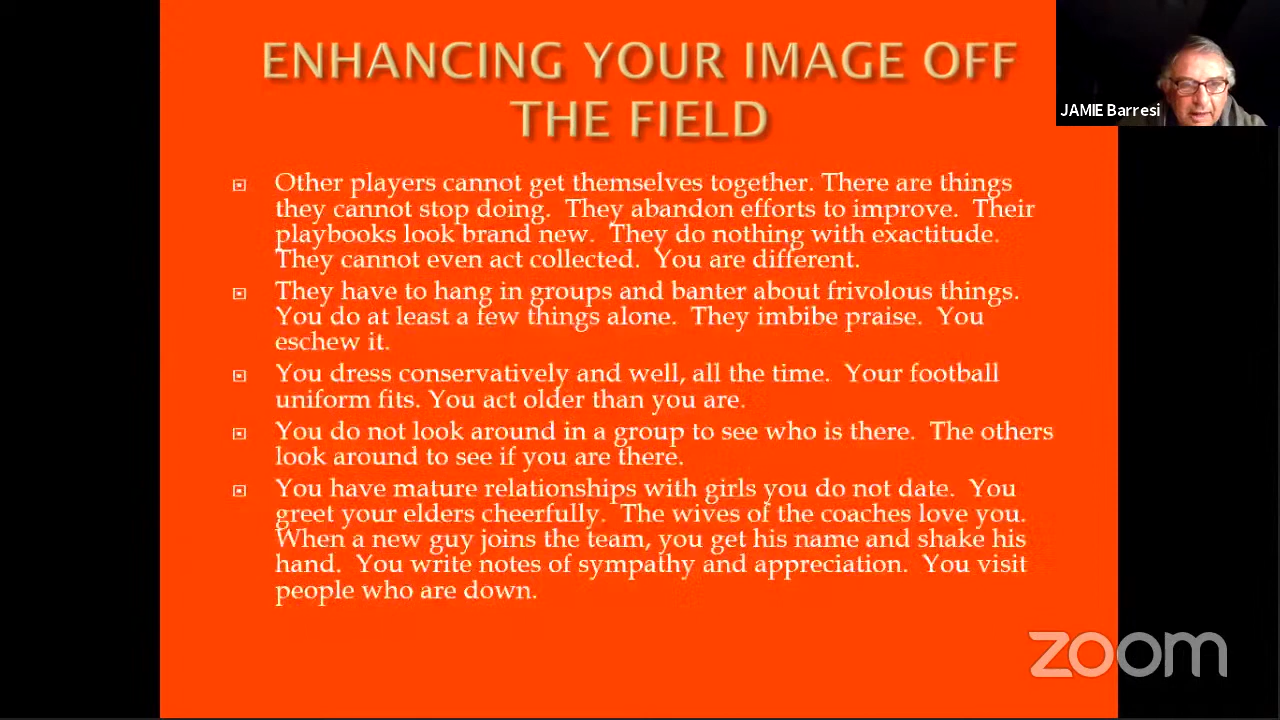 ENHANCING YOUR IMAGE OFF
THE FIELD
JAMIE Barresi
Other players cannot get themselves together. There are things
they cannot stop doing.  They abandon efforts to improve.  Their
playbooks look brand new.  They do nothing with exactitude.
They cannot even act collected.  You are different.
They have to hang in groups and banter about frivolous things.
You do at least a few things alone.  They imbibe praise.  You
eschew it.
You dress conservatively and well, all the time.  Your football
uniform fits. You act older than you are.
You do not look around in a group to see who is there.  The others
look around to see if you are there.
You have mature relationships with girls you do not date.  You
greet your elders cheerfully.  The wives of the coaches love you.
When a new guy joins the team, you get his name and shake his
hand.  You write notes of sympathy and appreciation.  You visit
people who are down.
zoom